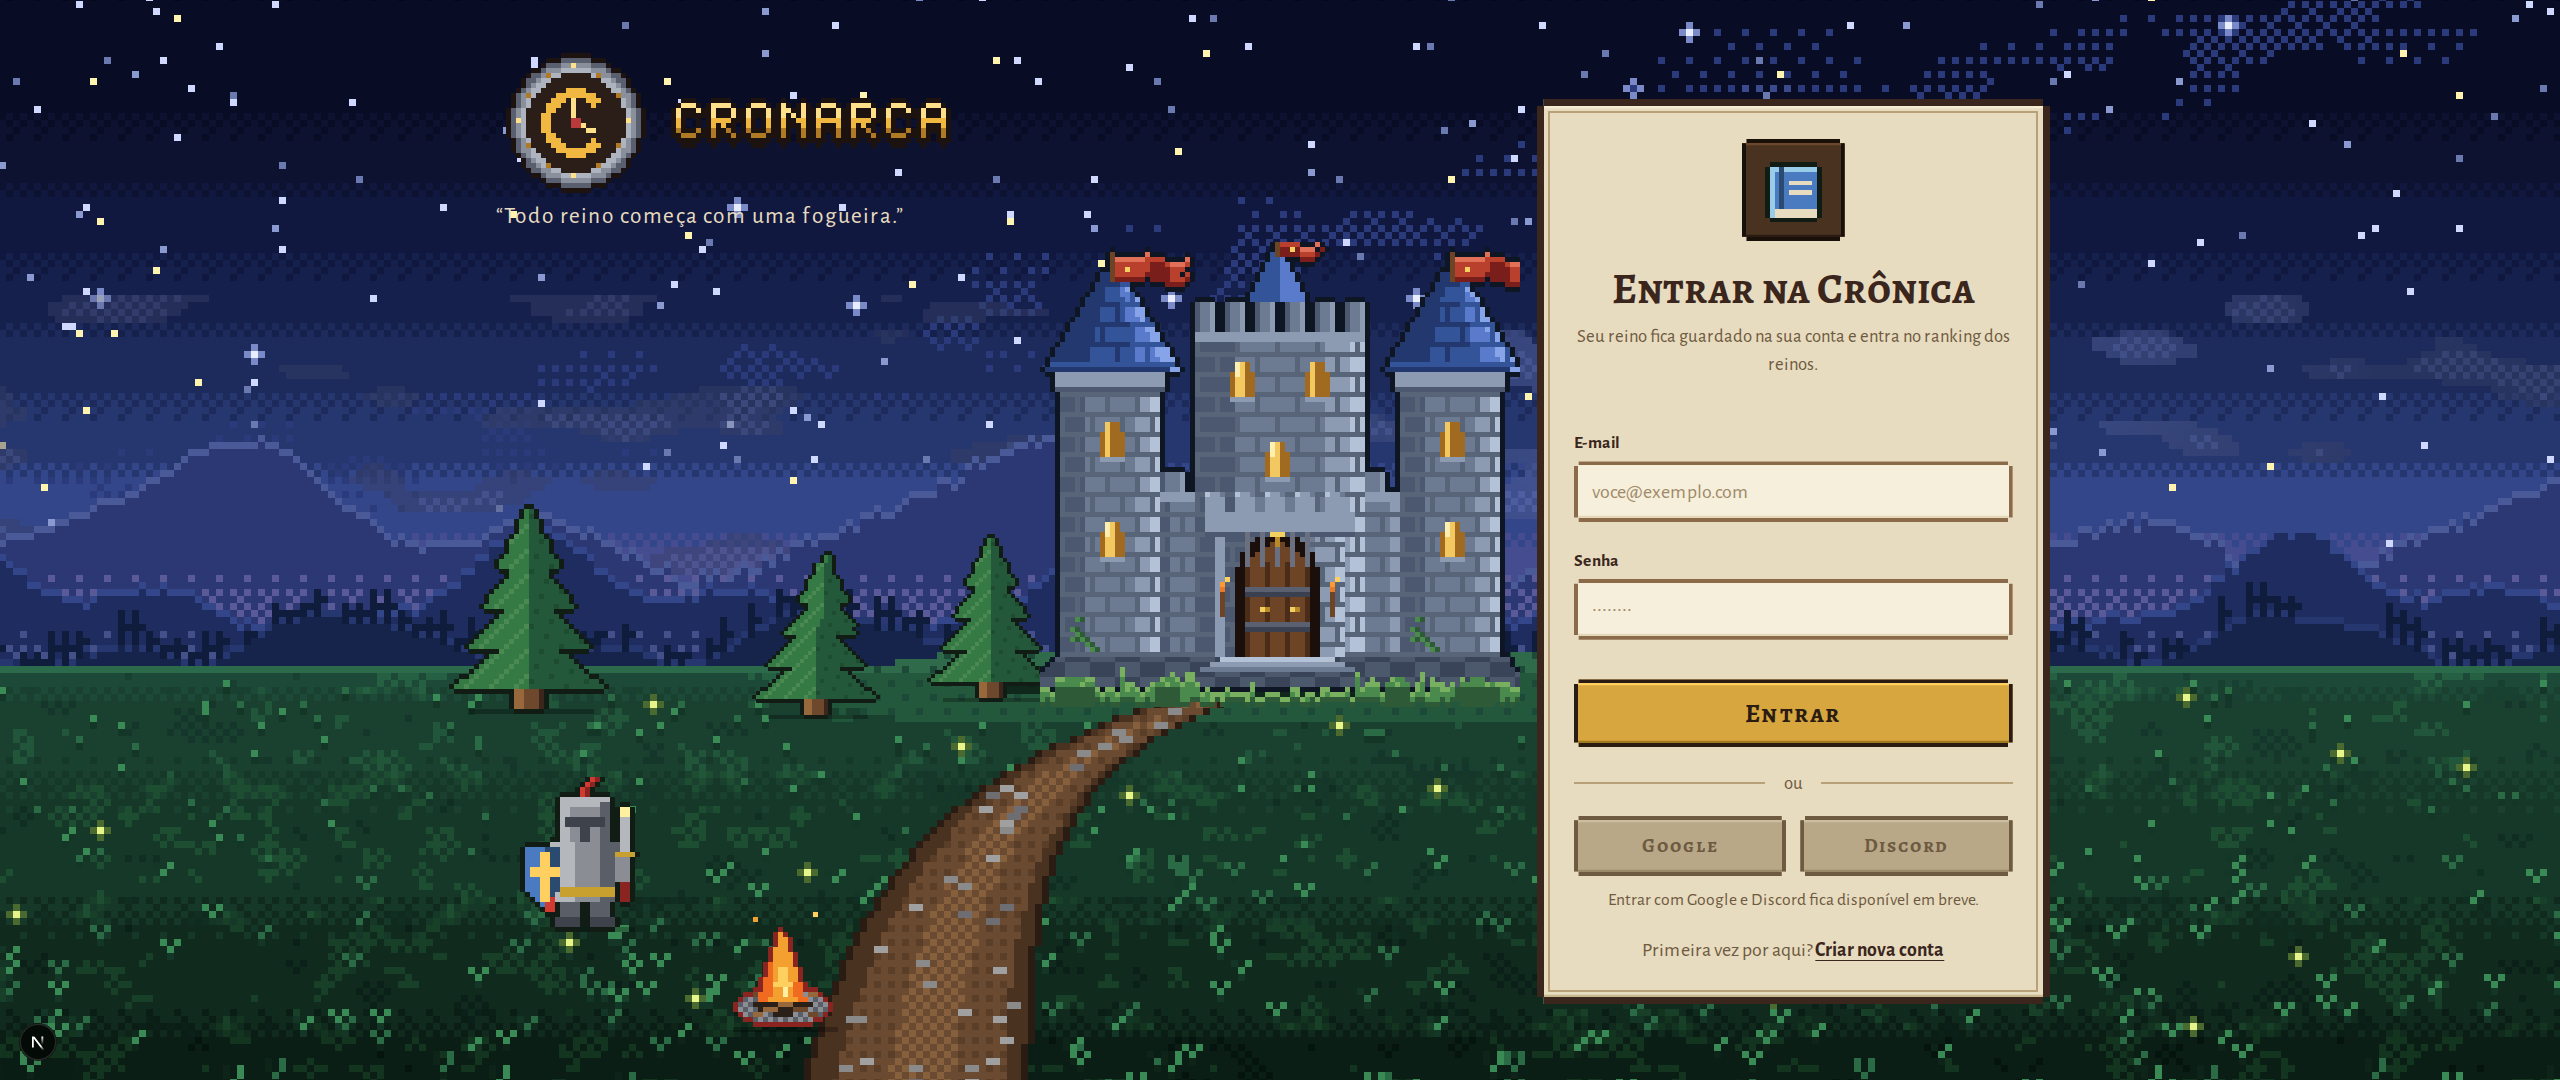 CRONARCA
“Todo reino começa com uma fogueira.”
Entrar na Crônica
Seu reino fica guardado na sua conta e entra no ranking dos
reinos.
E-mail
voce@exemplo.com
Senha
........
Entrar
ou
Google
Discord
Entrar com Google e Discord fica disponível em breve.
Primeira vez por aqui? Criar nova conta
N